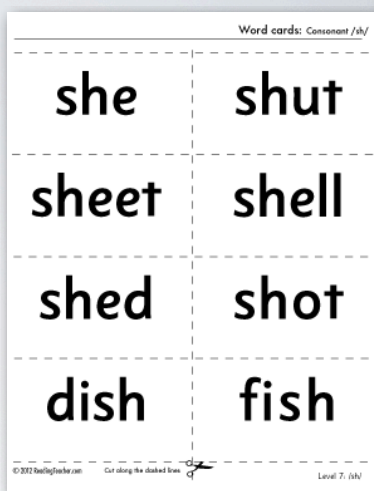 Word cards: Consonant /sh/
she shut
sheet shell
shed shot
dish fish
© 2012 ReadingTeacher.com Cut along the dashed lines Level 7: /sh/